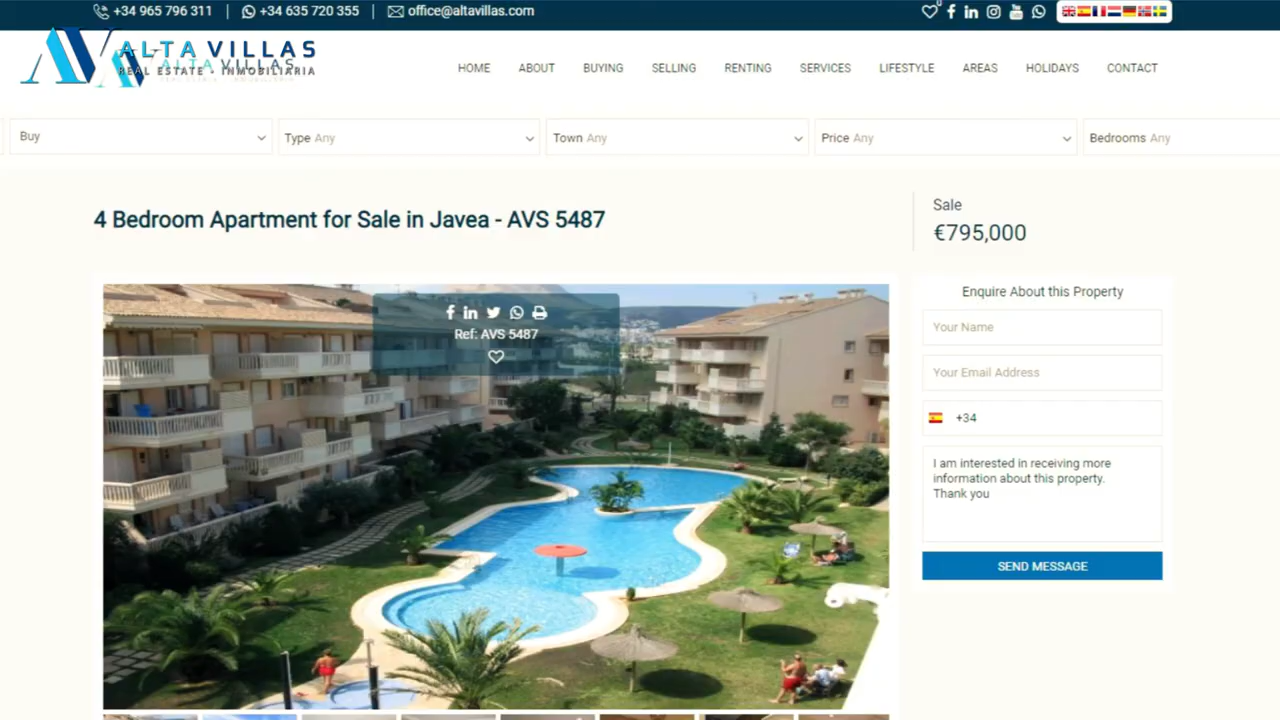 +34 965 796 311 | +34 635 720 355 | office@altavillas.com
0
ALTA VILLAS
REAL ESTATE • INMOBILIARIA
ALTA VILLAS
HOME ABOUT BUYING SELLING RENTING SERVICES LIFESTYLE AREAS HOLIDAYS CONTACT
Buy Type Any Town Any Price Any Bedrooms Any
4 Bedroom Apartment for Sale in Javea - AVS 5487
Sale
€795,000
Ref: AVS 5487
Enquire About this Property
Your Name
Your Email Address
+34
I am interested in receiving more
information about this property.
Thank you
SEND MESSAGE